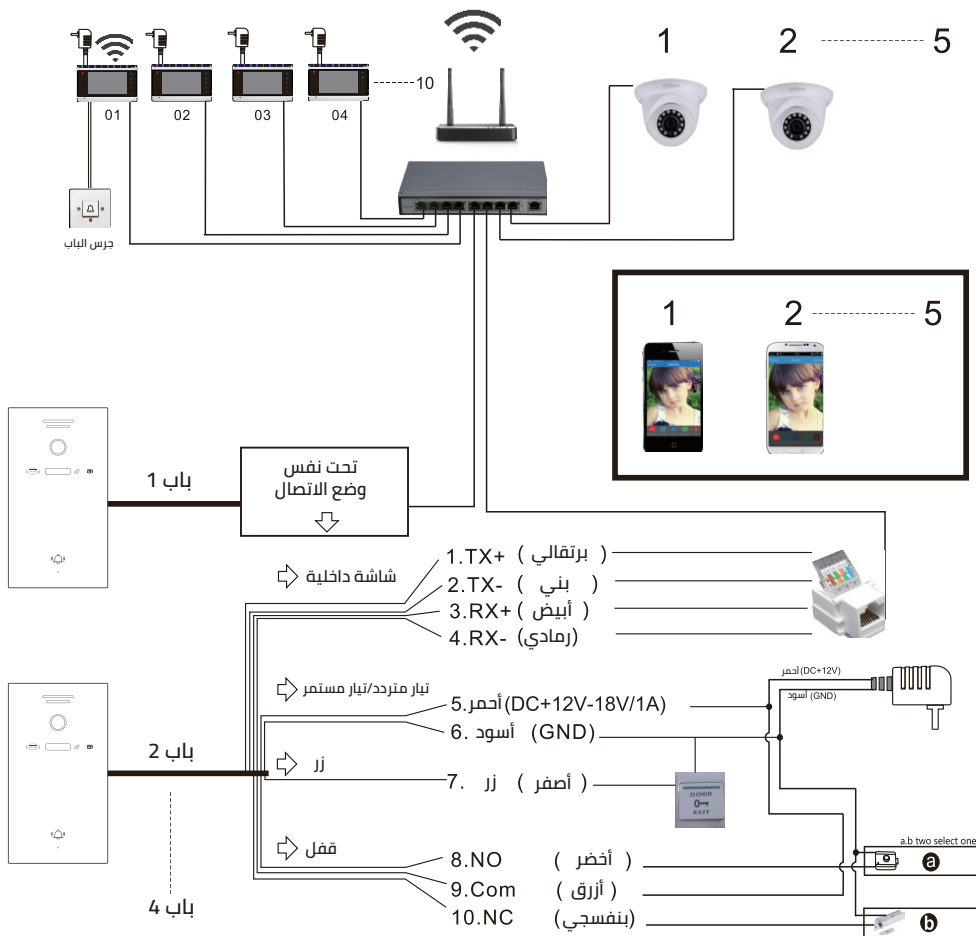 1
2
5
10
01
02
03
04
جرس الباب
1
2
5
تحت نفس
وضع الاتصال
باب 1
شاشة داخلية
1.TX+ ( برتقالي )
2.TX- ( بني )
3.RX+ ( أبيض )
4.RX- (رمادي)
أحمر (DC+12V)
أسود (GND)
تيار متردد/تيار مستمر
5.أحمر (DC+12V-18V/1A)
6. أسود (GND)
باب 2
زر
7. زر ( أصفر )
DOOR
EXIT
a.b two select one
قفل
8.NO ( أخضر )
a
9.Com ( أزرق )
10.NC (بنفسجي)
b
باب 4